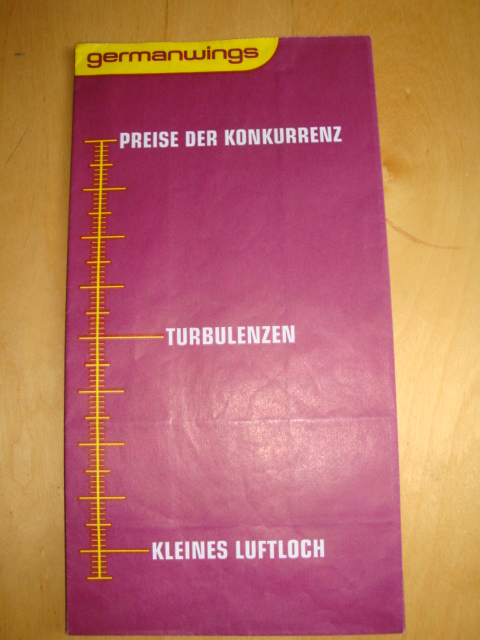 germanwings
PREISE DER KONKURRENZ
TURBULENZEN
KLEINES LUFTLOCH